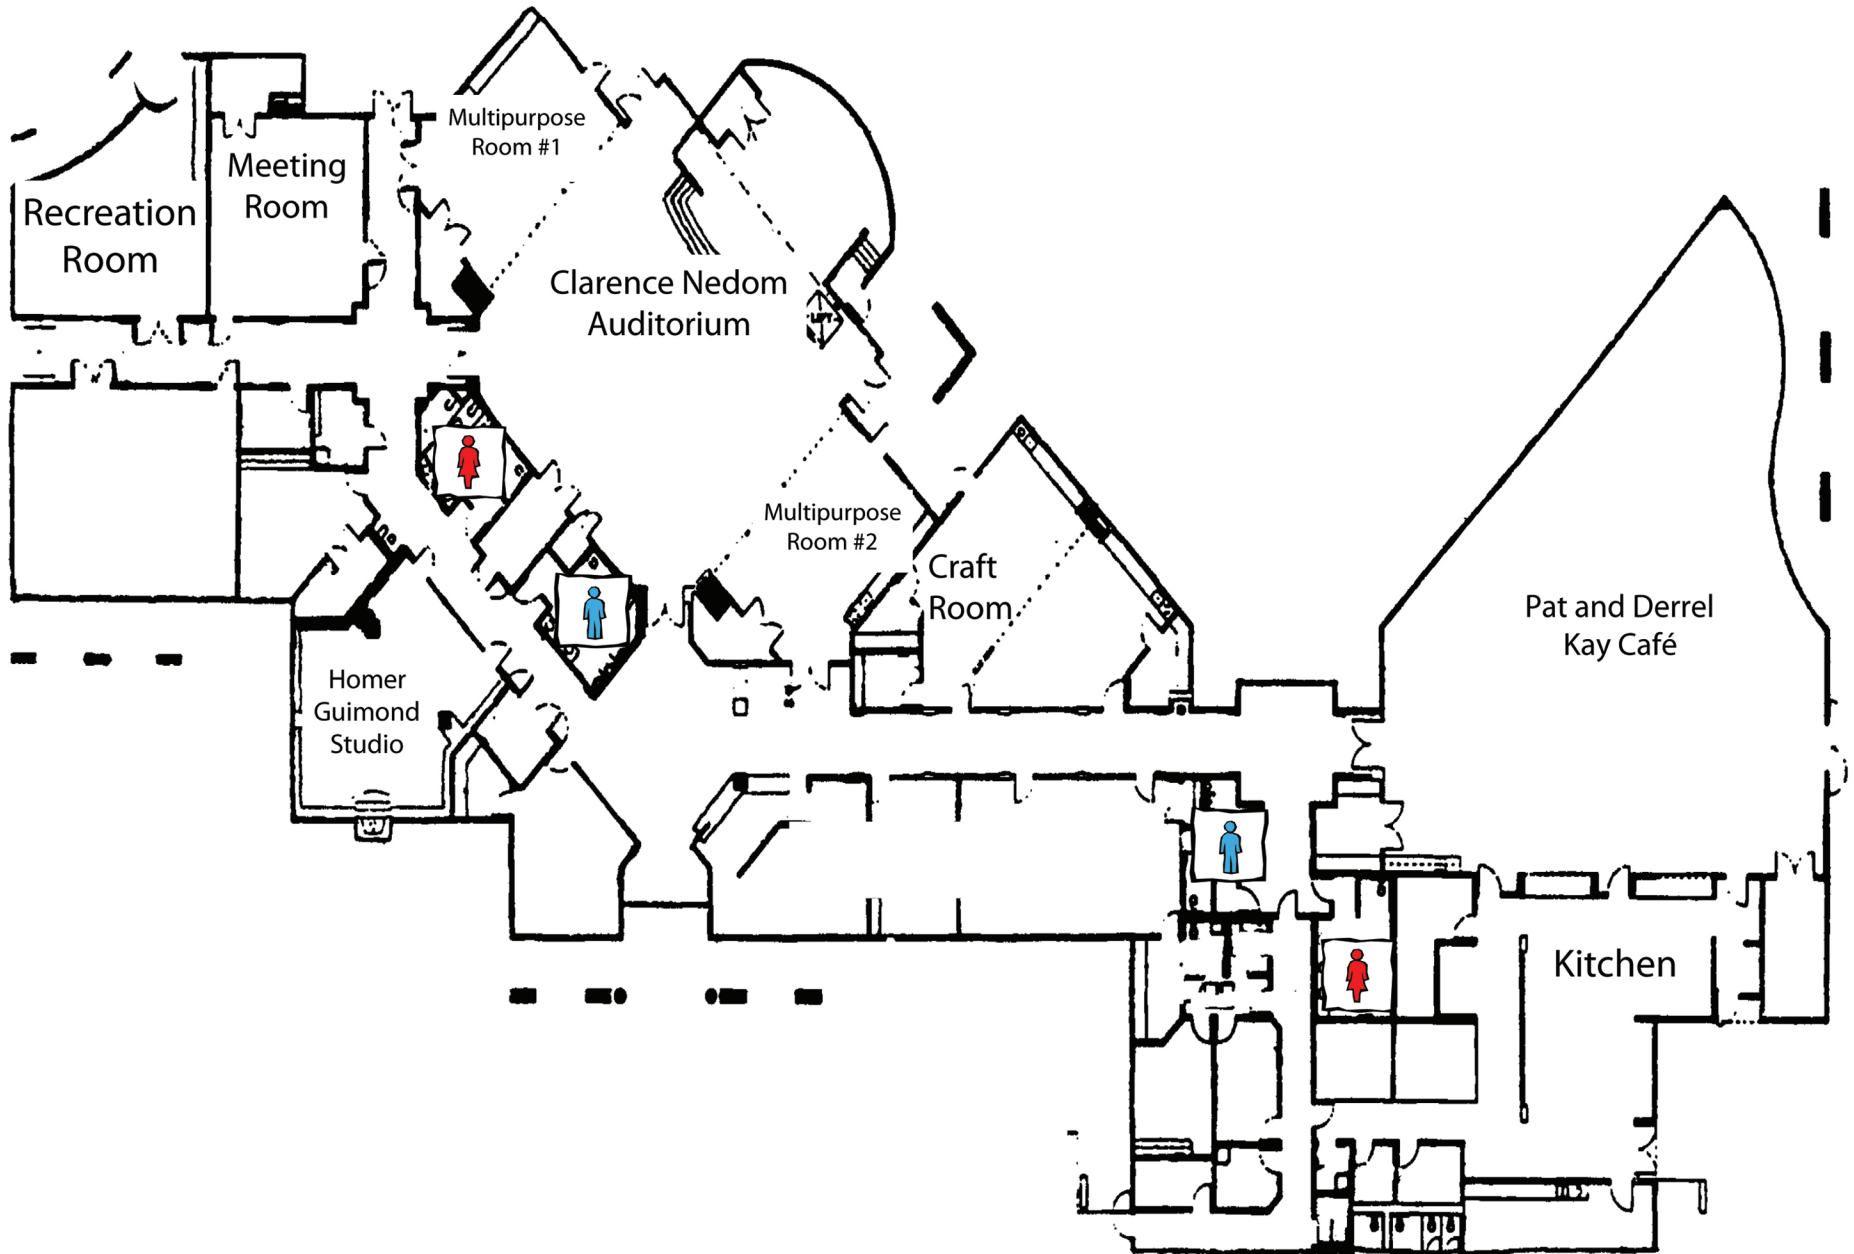 Multipurpose
Room #1
Meeting
Room
Recreation
Room
Clarence Nedom
Auditorium
LIFT
Multipurpose
Room #2
Craft
Room
Pat and Derrel
Kay Café
Homer
Guimond
Studio
Kitchen